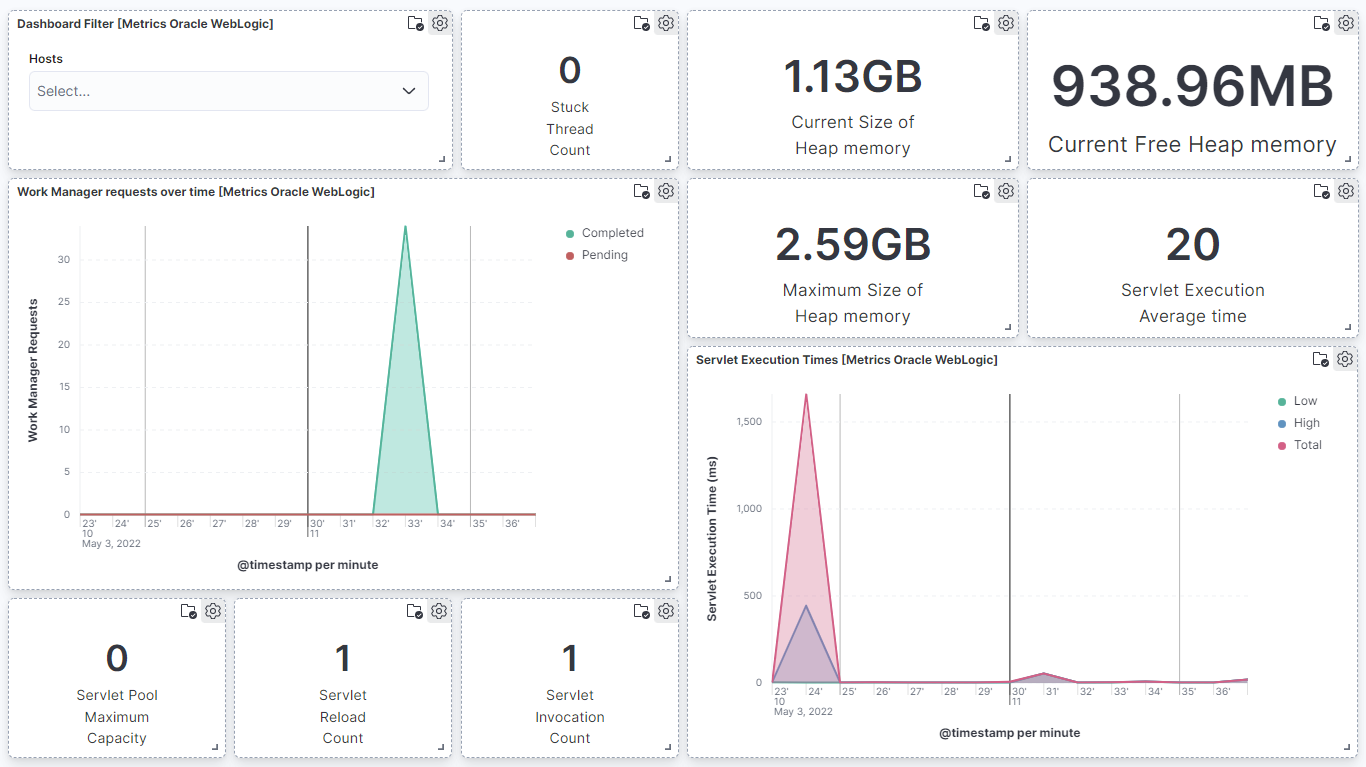 Dashboard Filter [Metrics Oracle WebLogic]
Hosts
Select...
0
Stuck
Thread
Count
1.13GB
Current Size of
Heap memory
938.96MB
Current Free Heap memory
Work Manager requests over time [Metrics Oracle WebLogic]
Completed
Pending
Work Manager Requests
30
25
20
15
10
5
0
23' 24' 25' 26' 27' 28' 29' 30' 31' 32' 33' 34' 35' 36'
10 11
May 3, 2022
@timestamp per minute
2.59GB
Maximum Size of
Heap memory
20
Servlet Execution
Average time
Servlet Execution Times [Metrics Oracle WebLogic]
Low
High
Total
Servlet Execution Time (ms)
1,500
1,000
500
0
23' 24' 25' 26' 27' 28' 29' 30' 31' 32' 33' 34' 35' 36'
10 11
May 3, 2022
@timestamp per minute
0
Servlet Pool
Maximum
Capacity
1
Servlet
Reload
Count
1
Servlet
Invocation
Count